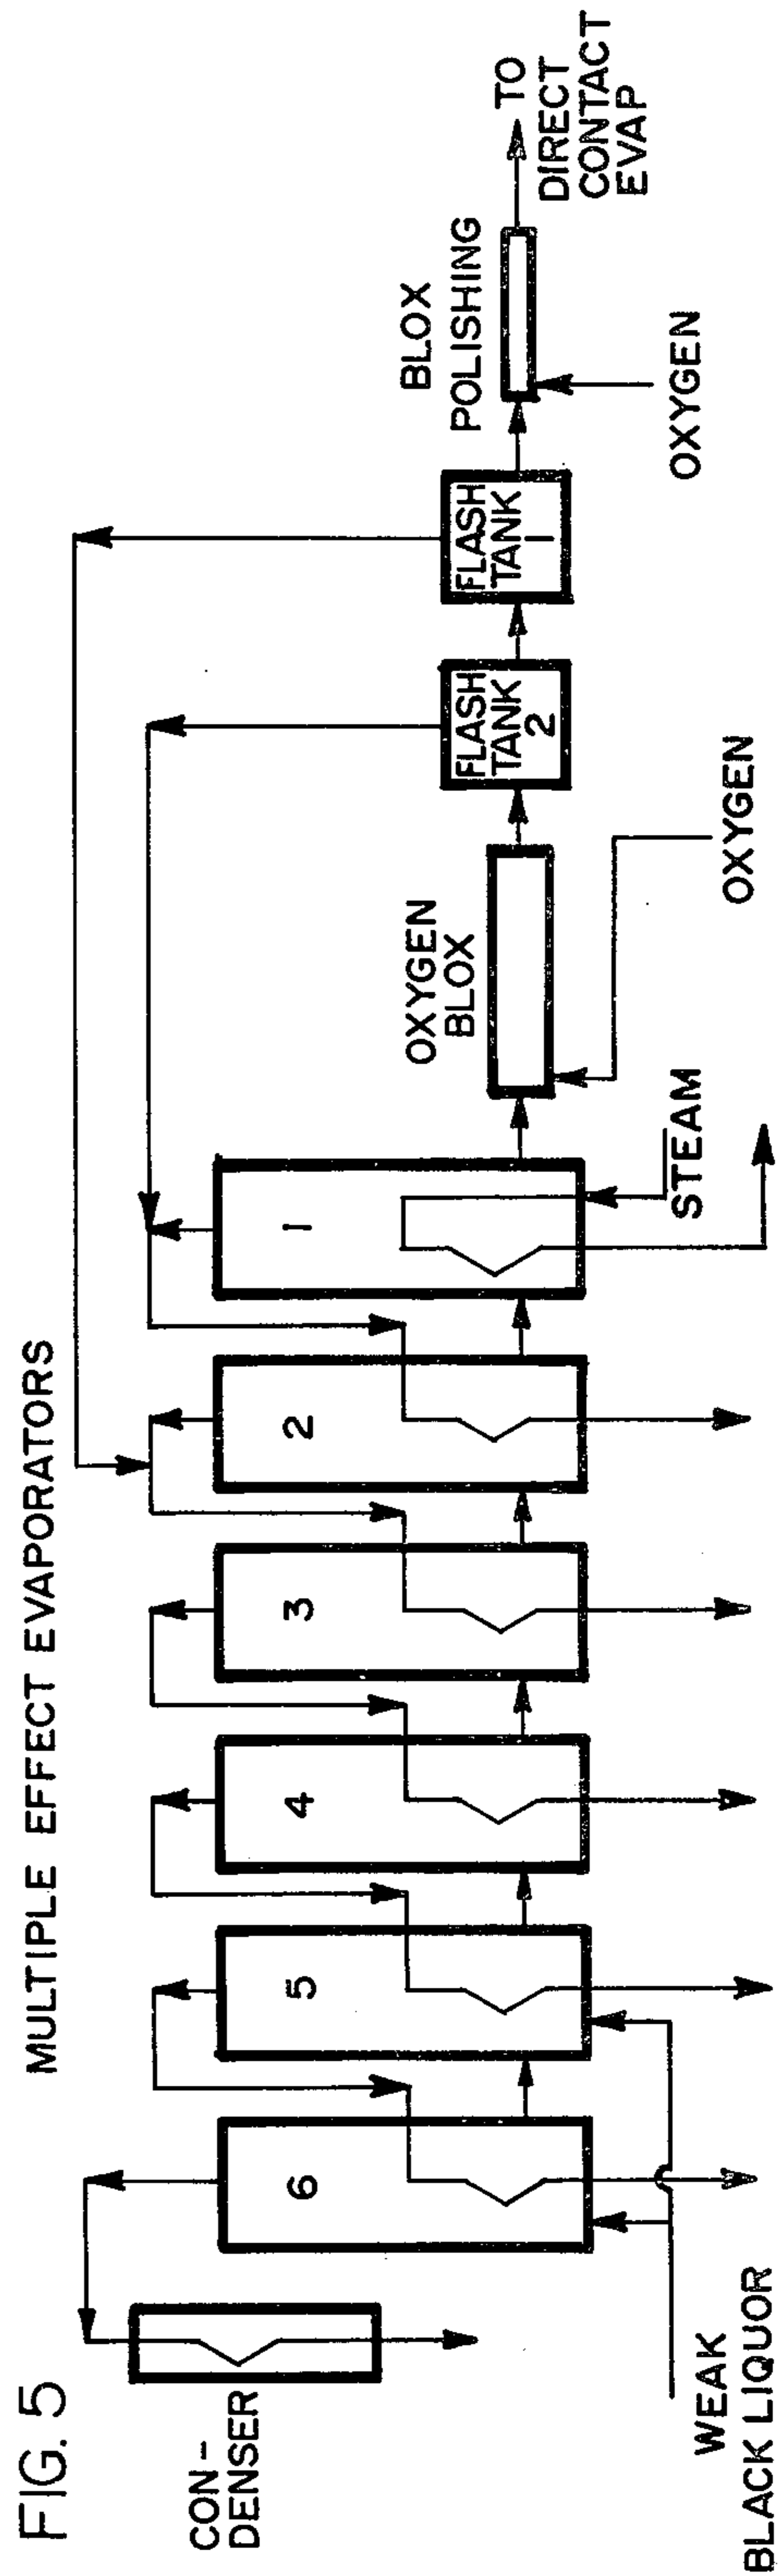 FIG. 5
MULTIPLE EFFECT EVAPORATORS
CON-
DENSER
6
5
4
3
2
1
WEAK
BLACK LIQUOR
STEAM
OXYGEN
BLOX
OXYGEN
FLASH
TANK
2
FLASH
TANK
1
BLOX
POLISHING
OXYGEN
TO
DIRECT
CONTACT
EVAP